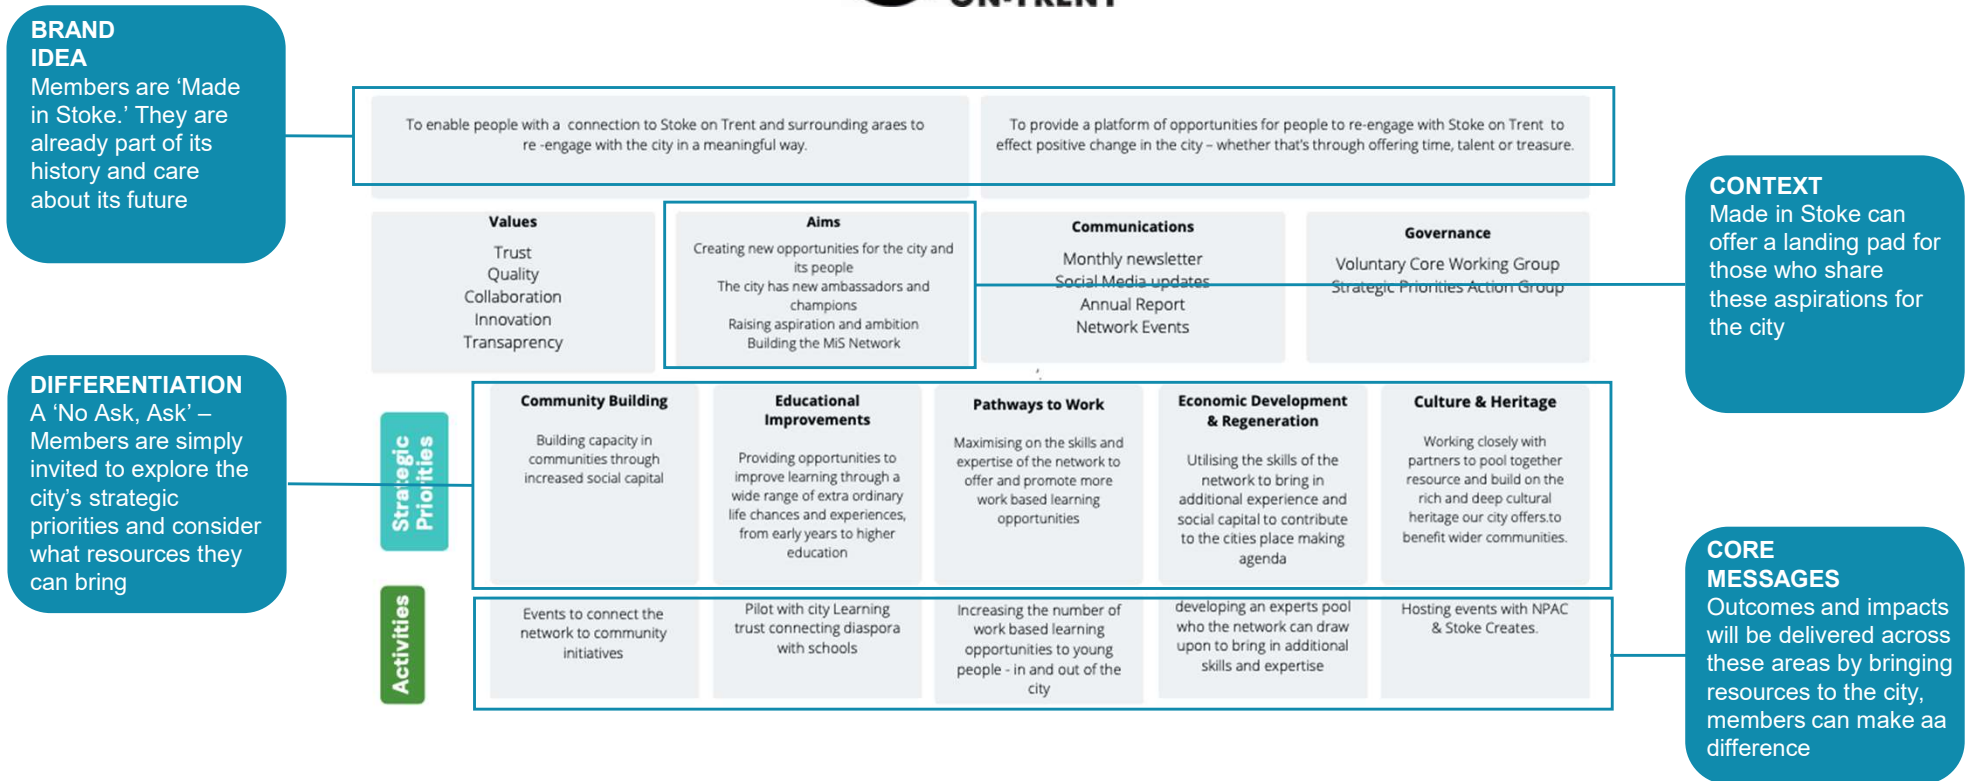 ON-TRENT
BRAND
IDEA
Members are ‘Made
in Stoke.’ They are
already part of its
history and care
about its future
To enable people with a connection to Stoke on Trent and surrounding araes to
re -engage with the city in a meaningful way.
To provide a platform of opportunities for people to re-engage with Stoke on Trent to
effect positive change in the city – whether that's through offering time, talent or treasure.
CONTEXT
Made in Stoke can
offer a landing pad for
those who share
these aspirations for
the city
Values
Trust
Quality
Collaboration
Innovation
Transaprency
Aims
Creating new opportunities for the city and
its people
The city has new ambassadors and
champions
Raising aspiration and ambition
Building the MiS Network
Communications
Monthly newsletter
Social Media updates
Annual Report
Network Events
Governance
Voluntary Core Working Group
Strategic Priorities Action Group
DIFFERENTIATION
A ‘No Ask, Ask’ –
Members are simply
invited to explore the
city’s strategic
priorities and consider
what resources they
can bring
Strategic
Priorities
Community Building
Building capacity in
communities through
increased social capital
Educational
Improvements
Providing opportunities to
improve learning through a
wide range of extra ordinary
life chances and experiences,
from early years to higher
education
Pathways to Work
Maximising on the skills and
expertise of the network to
offer and promote more
work based learning
opportunities
Economic Development
& Regeneration
Utilising the skills of the
network to bring in
additional experience and
social capital to contribute
to the cities place making
agenda
Culture & Heritage
Working closely with
partners to pool together
resource and build on the
rich and deep cultural
heritage our city offers.to
benefit wider communities.
Activities
Events to connect the
network to community
initiatives
Pilot with city Learning
trust connecting diaspora
with schools
Increasing the number of
work based learning
opportunities to young
people - in and out of the
city
developing an experts pool
who the network can draw
upon to bring in additional
skills and expertise
Hosting events with NPAC
& Stoke Creates.
CORE
MESSAGES
Outcomes and impacts
will be delivered across
these areas by bringing
resources to the city,
members can make aa
difference